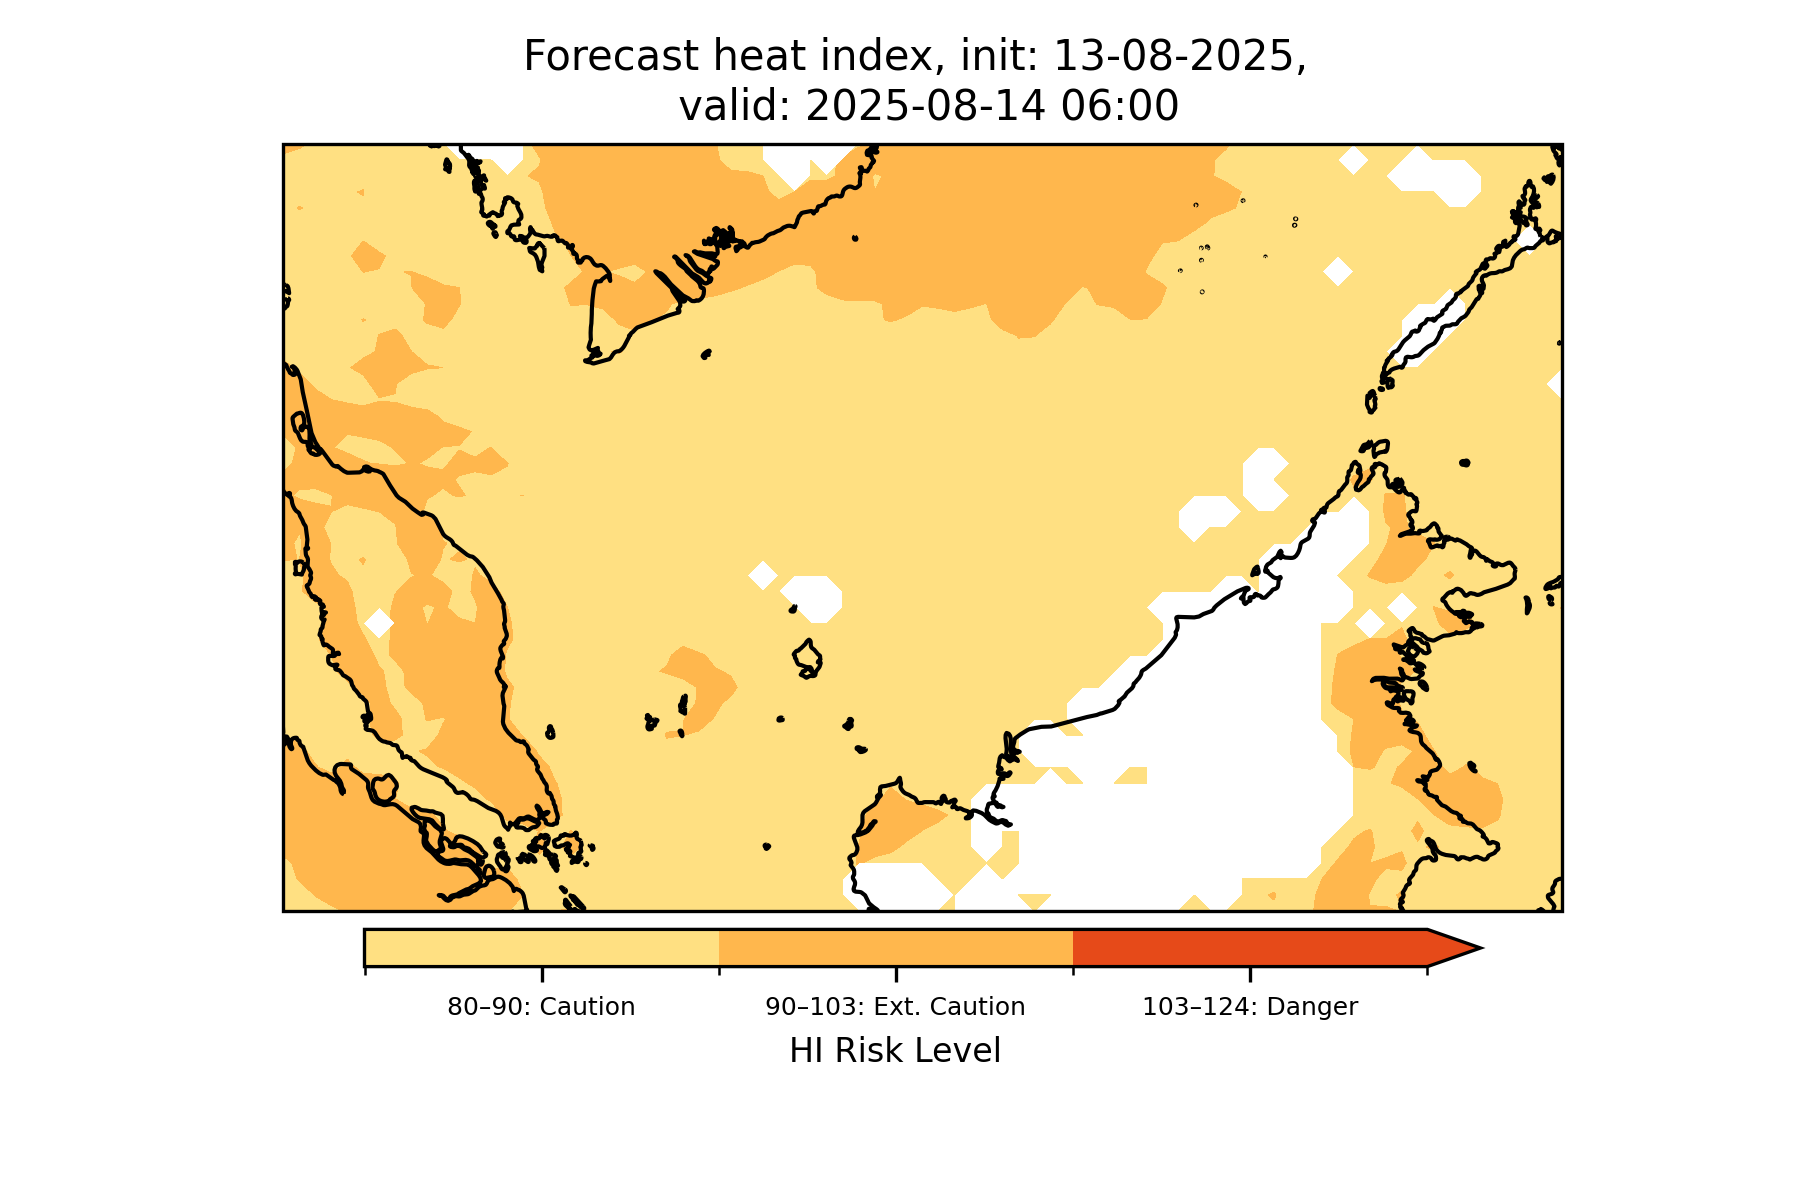 Forecast heat index, init: 13-08-2025,
valid: 2025-08-14 06:00
80–90: Caution
90–103: Ext. Caution
103–124: Danger
HI Risk Level